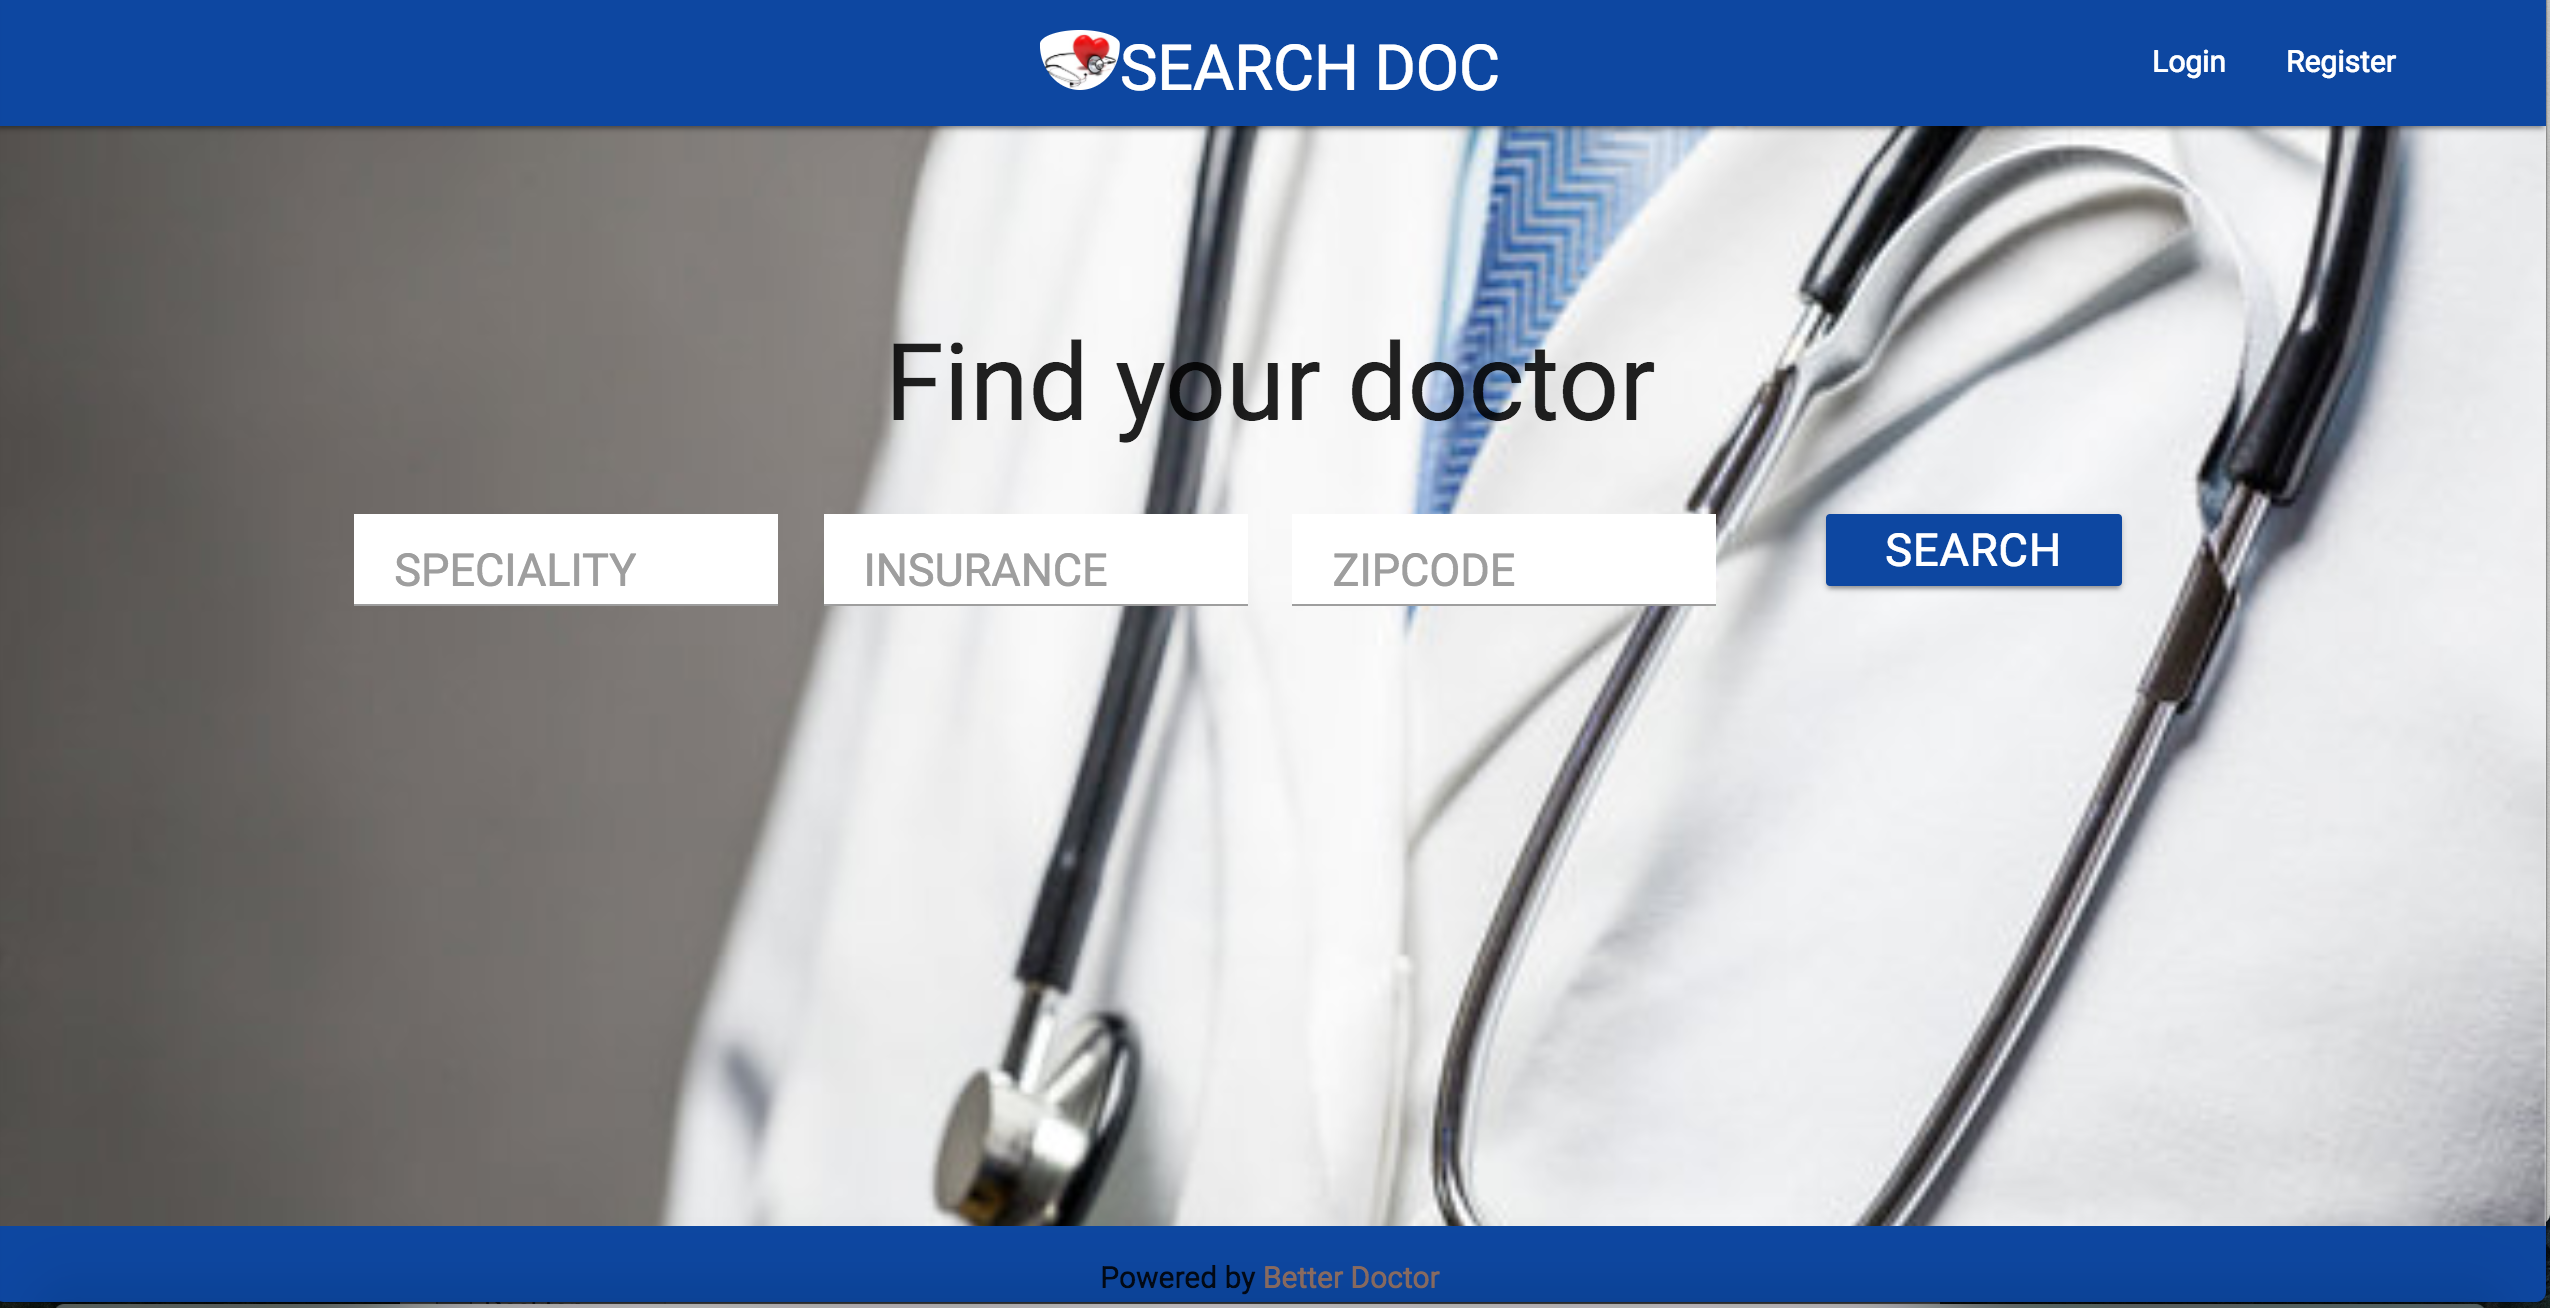 SEARCH DOC
Login
Register
Find your doctor
SPECIALITY
INSURANCE
ZIPCODE
SEARCH
Powered by Better Doctor